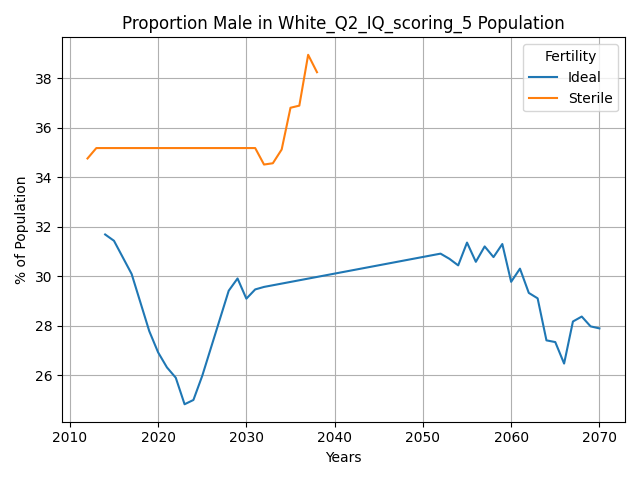 Proportion Male in White_Q2_IQ_scoring_5 Population
Fertility
Ideal
Sterile
% of Population
38
36
34
32
30
28
26
2010 2020 2030 2040 2050 2060 2070
Years